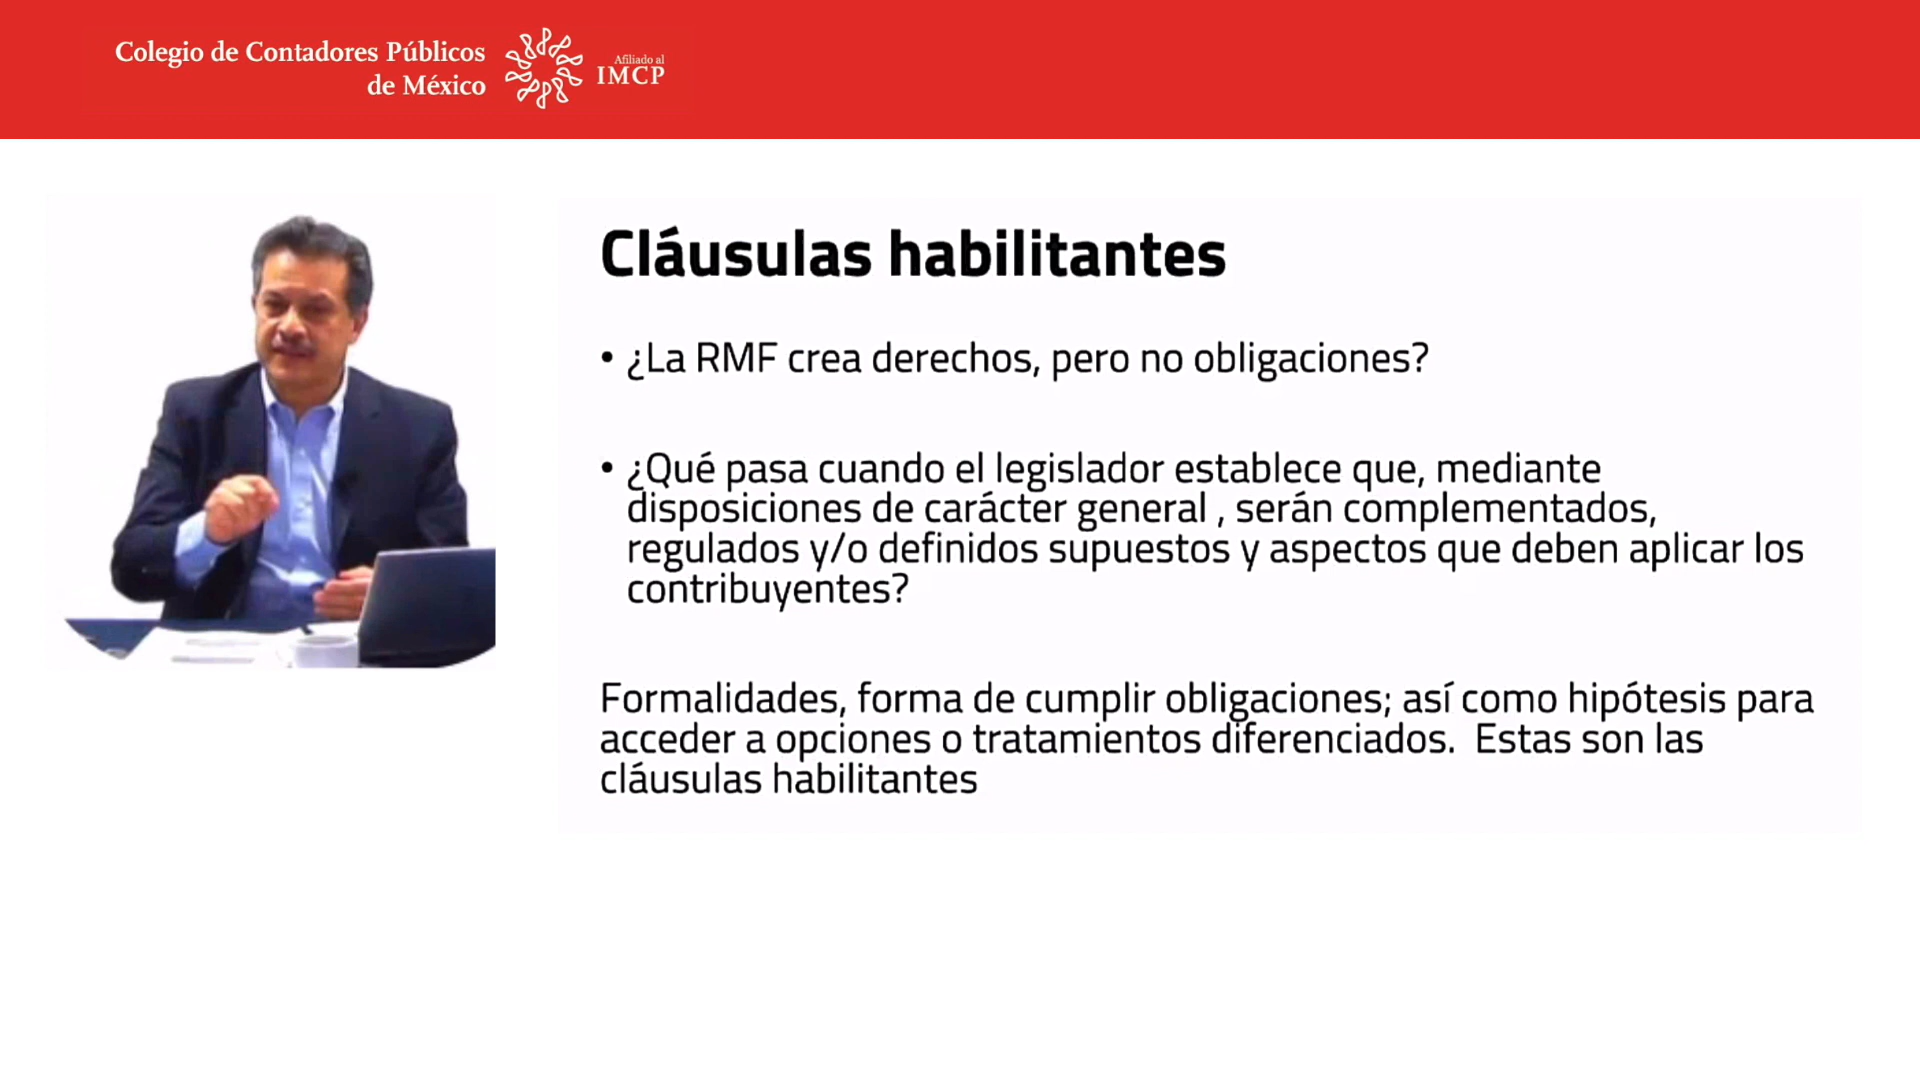 Colegio de Contadores Públicos
de México
Afiliado al
IMCP
Cláusulas habilitantes
• ¿La RMF crea derechos, pero no obligaciones?
• ¿Qué pasa cuando el legislador establece que, mediante
disposiciones de carácter general , serán complementados,
regulados y/o definidos supuestos y aspectos que deben aplicar los
contribuyentes?
Formalidades, forma de cumplir obligaciones; así como hipótesis para
acceder a opciones o tratamientos diferenciados.  Estas son las
cláusulas habilitantes